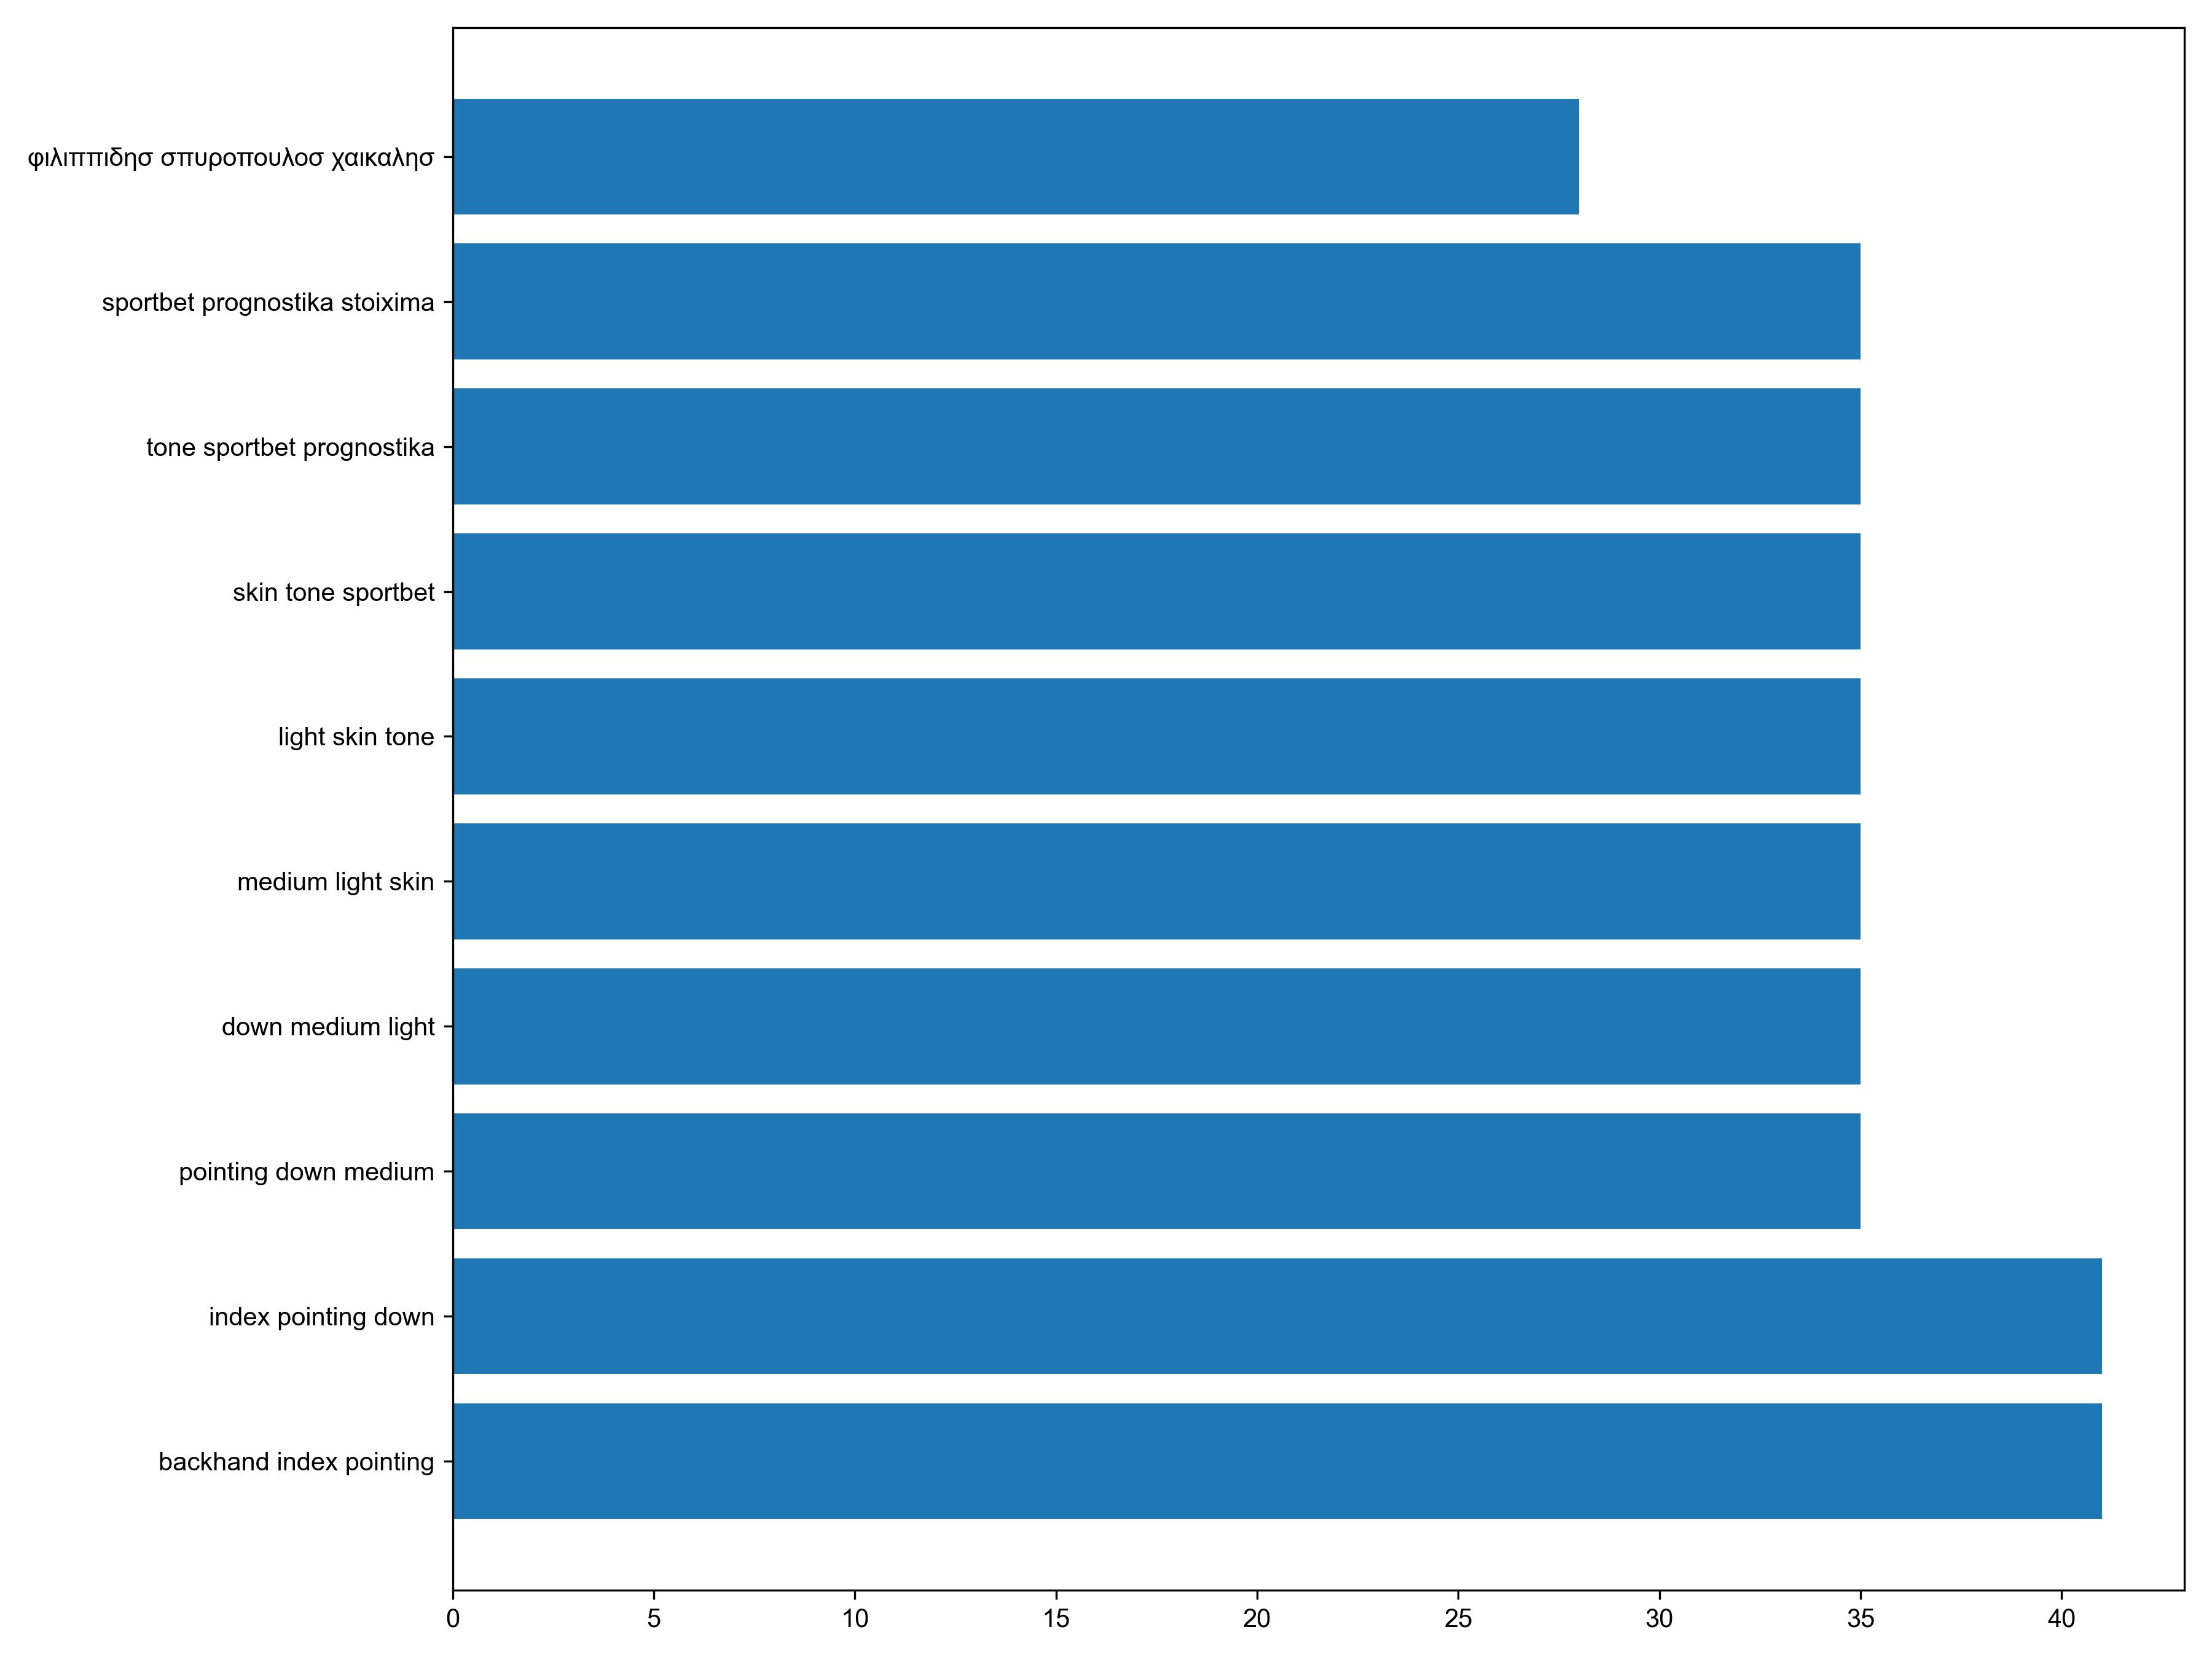 φιλιππιδησ σπυροπουλοσ χαικαλησ
sportbet prognostika stoixima
tone sportbet prognostika
skin tone sportbet
light skin tone
medium light skin
down medium light
pointing down medium
index pointing down
backhand index pointing
0 5 10 15 20 25 30 35 40